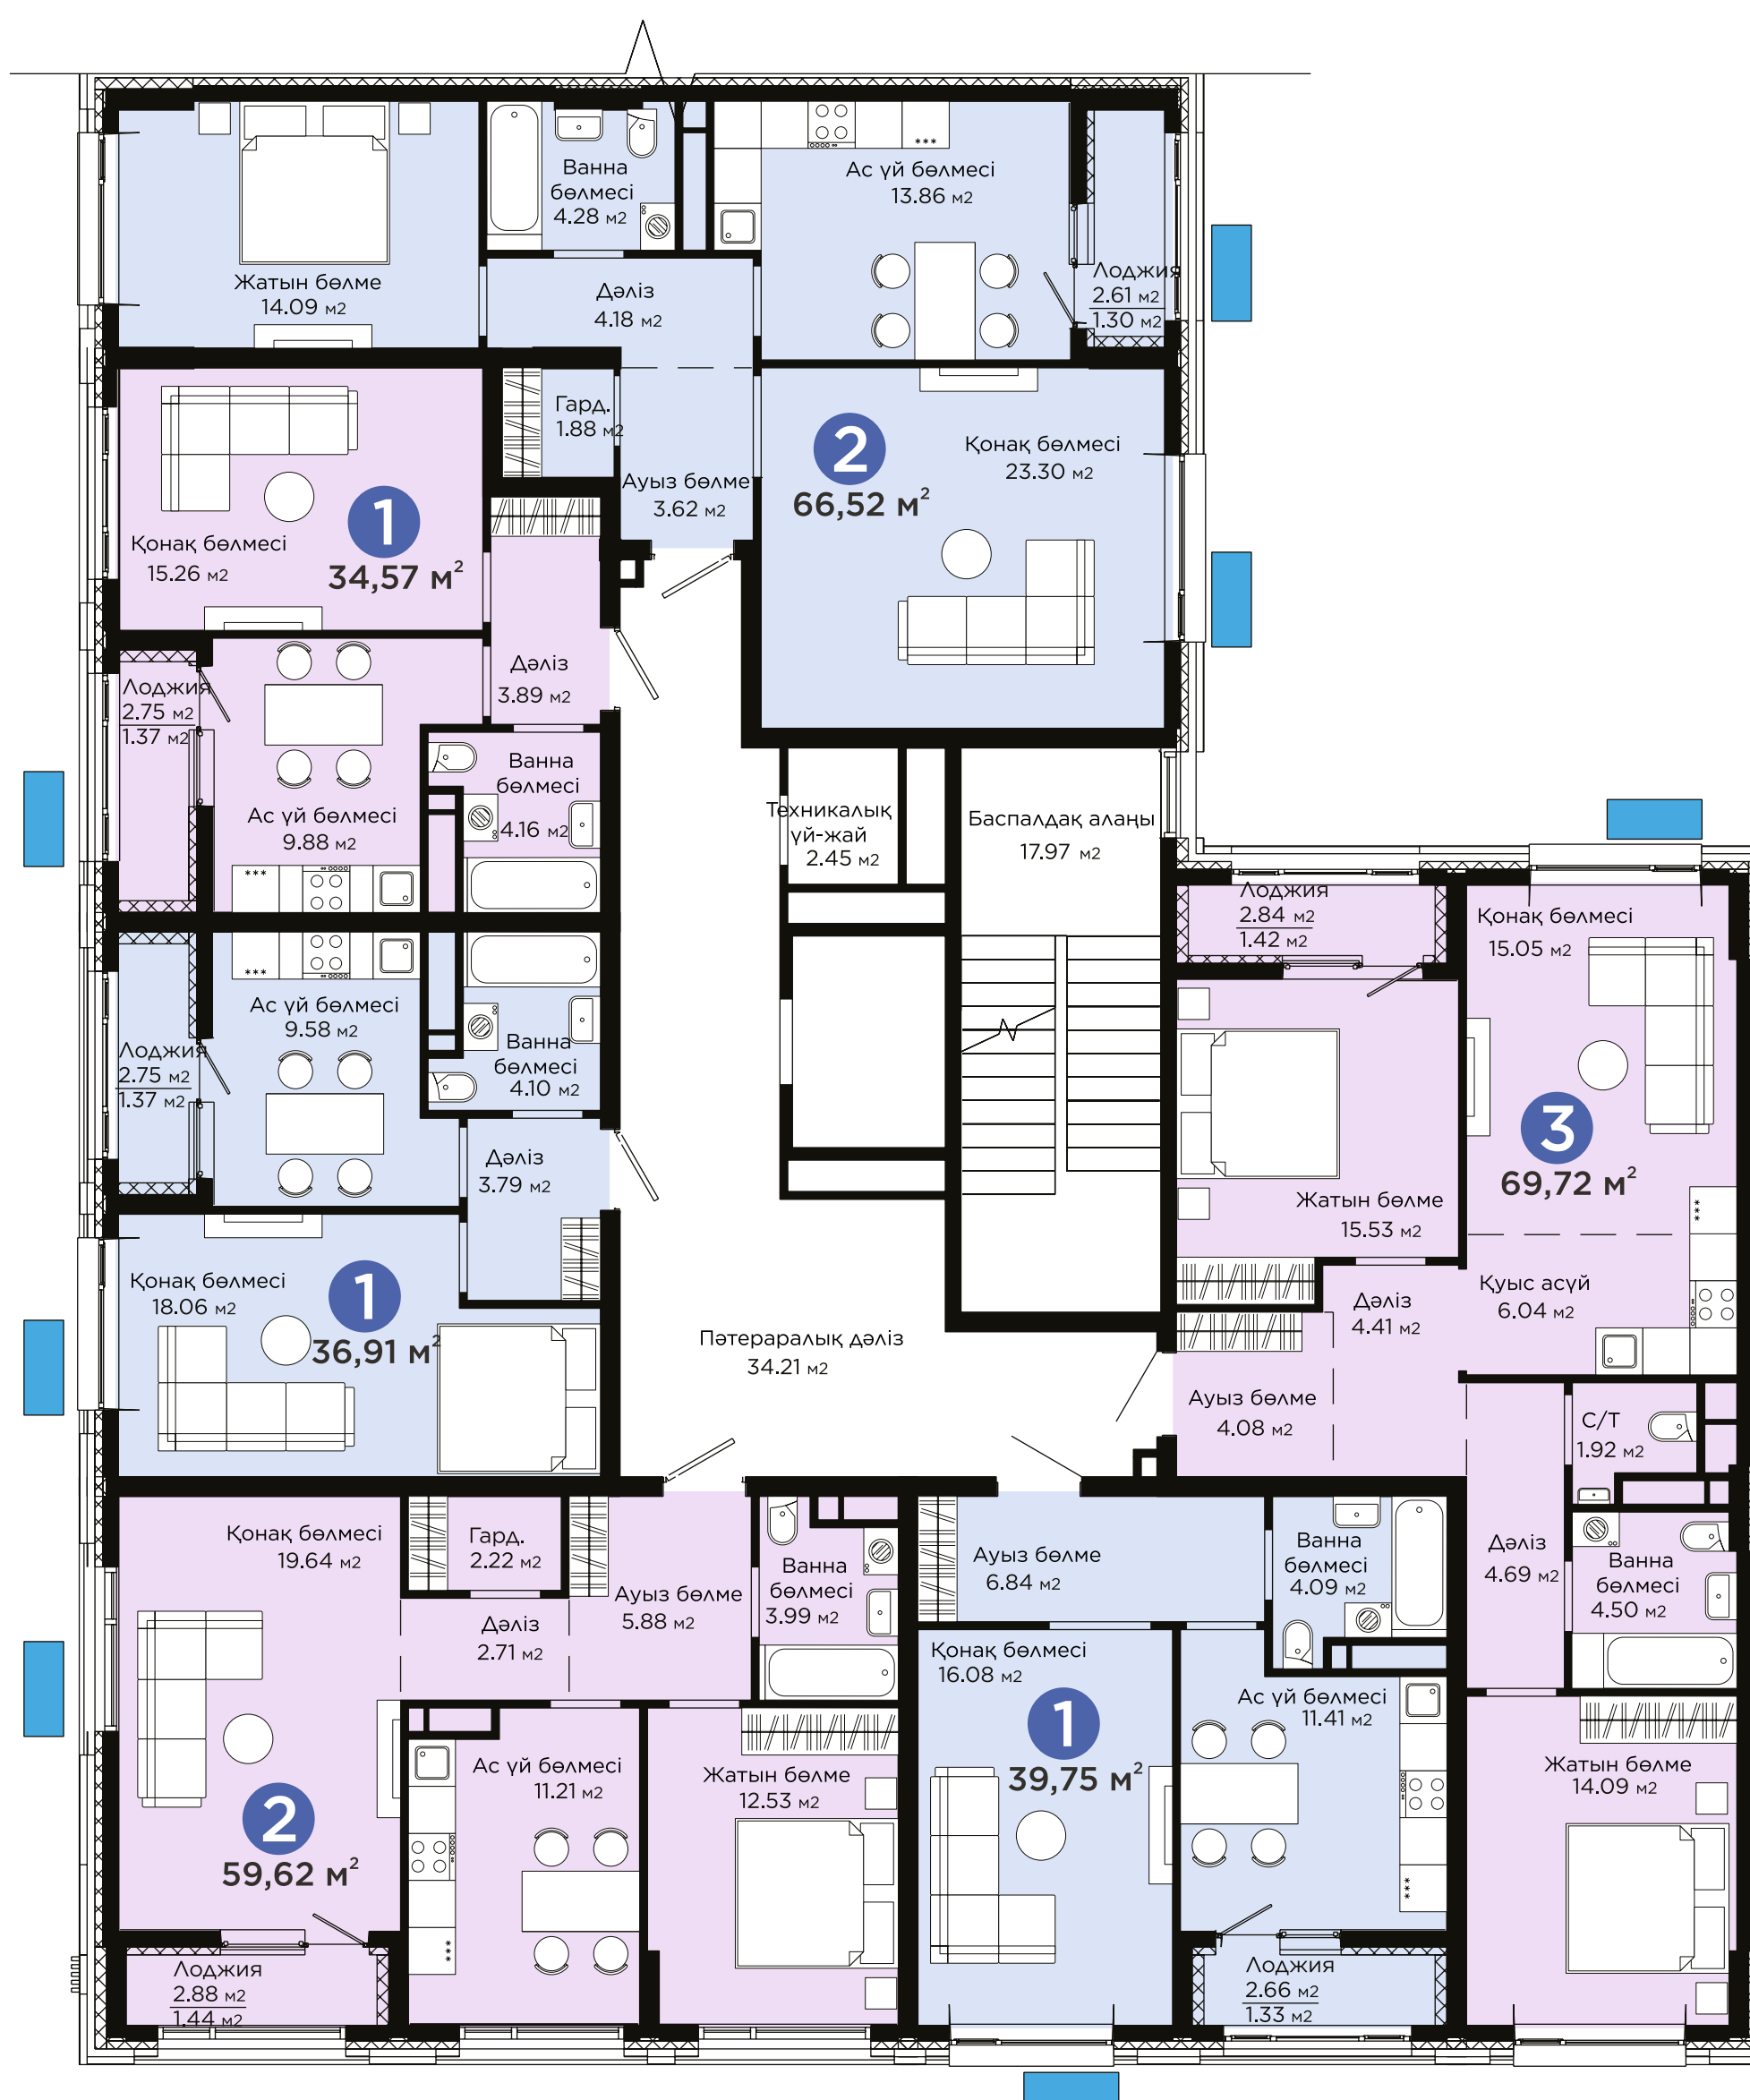 Жатын бөлме
14.09 м2
Ванна
бөлмесі
4.28 м2
Ас үй бөлмесі
13.86 м2
Лоджия
2.61 м2
1.30 м2
Дәліз
4.18 м2
Гард.
1.88 м2
Ауыз бөлме
3.62 м2
2
66,52 м²
Қонақ бөлмесі
23.30 м2
1
34,57 м²
Қонақ бөлмесі
15.26 м2
Дәліз
3.89 м2
Лоджия
2.75 м2
1.37 м2
Ас үй бөлмесі
9.88 м2
Ванна
бөлмесі
4.16 м2
Техникалық
үй-жай
2.45 м2
Баспалдақ алаңы
17.97 м2
Лоджия
2.84 м2
1.42 м2
Қонақ бөлмесі
15.05 м2
Ас үй бөлмесі
9.58 м2
Лоджия
2.75 м2
1.37 м2
Ванна
бөлмесі
4.10 м2
Дәліз
3.79 м2
3
69,72 м²
Жатын бөлме
15.53 м2
Қонақ бөлмесі
18.06 м2
1
36,91 м²
Қуыс асүй
6.04 м2
Дәліз
4.41 м2
Пәтераралық дәліз
34.21 м2
Ауыз бөлме
4.08 м2
С/Т
1.92 м2
Қонақ бөлмесі
19.64 м2
Гард.
2.22 м2
Ауыз бөлме
5.88 м2
Ванна
бөлмесі
3.99 м2
Дәліз
2.71 м2
Ауыз бөлме
6.84 м2
Ванна
бөлмесі
4.09 м2
Дәліз
4.69 м2
Ванна
бөлмесі
4.50 м2
Қонақ бөлмесі
16.08 м2
Ас үй бөлмесі
11.41 м2
1
39,75 м²
Ас үй бөлмесі
11.21 м2
Жатын бөлме
12.53 м2
Жатын бөлме
14.09 м2
2
59,62 м²
Лоджия
2.88 м2
1.44 м2
Лоджия
2.66 м2
1.33 м2